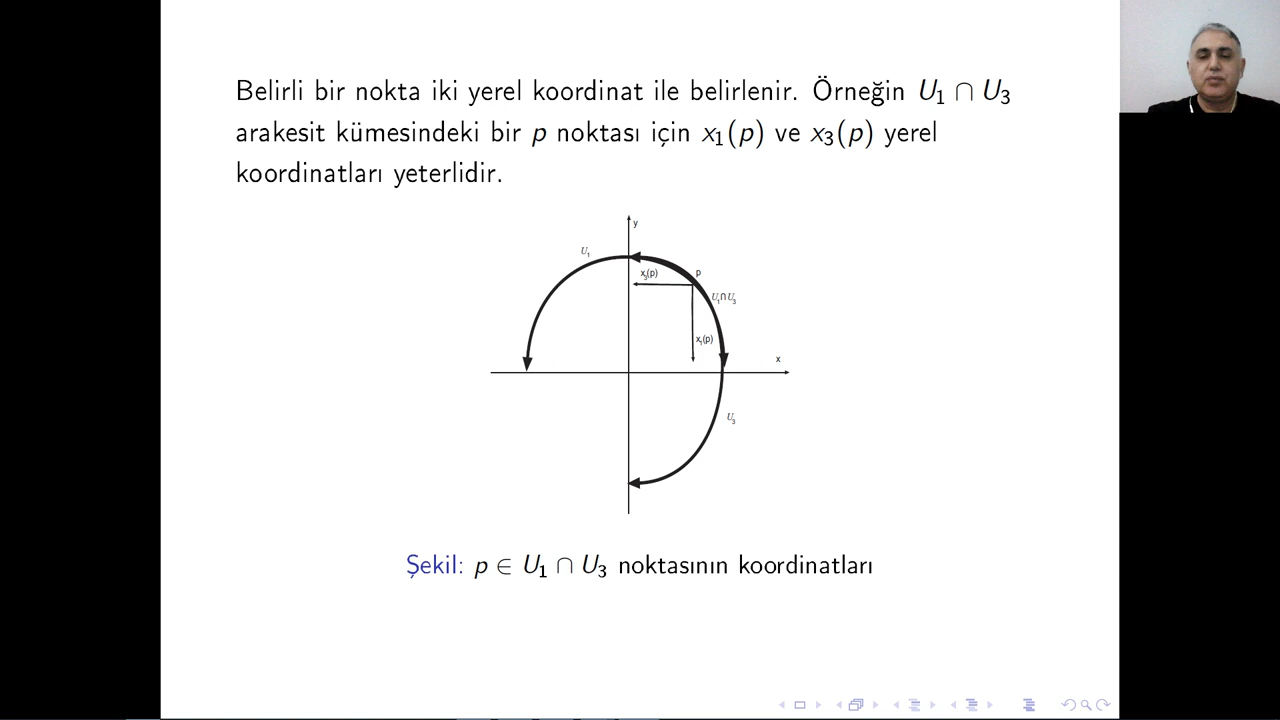 Belirli bir nokta iki yerel koordinat ile belirlenir. Örneğin U₁ ∩ U₃
arakesit kümesindeki bir p noktası için x₁(p) ve x₃(p) yerel
koordinatları yeterlidir.
y
U₁
x₃(p)
p
U₁∩U₃
x₁(p)
x
U₃
Şekil: p ∈ U₁ ∩ U₃ noktasının koordinatları